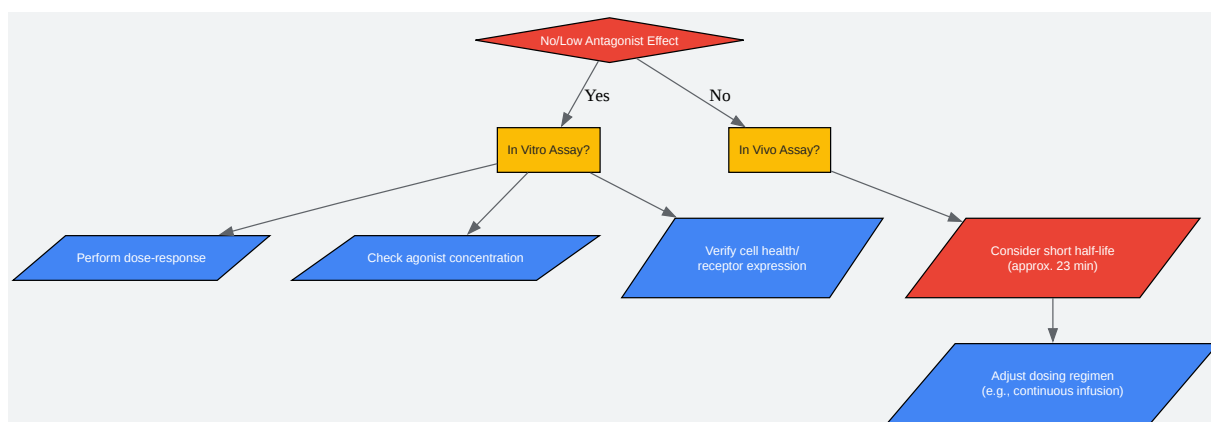 No/Low Antagonist Effect
Yes
No
In Vitro Assay?
In Vivo Assay?
Perform dose-response
Check agonist concentration
Verify cell health/
receptor expression
Consider short half-life
(approx. 23 min)
Adjust dosing regimen
(e.g., continuous infusion)